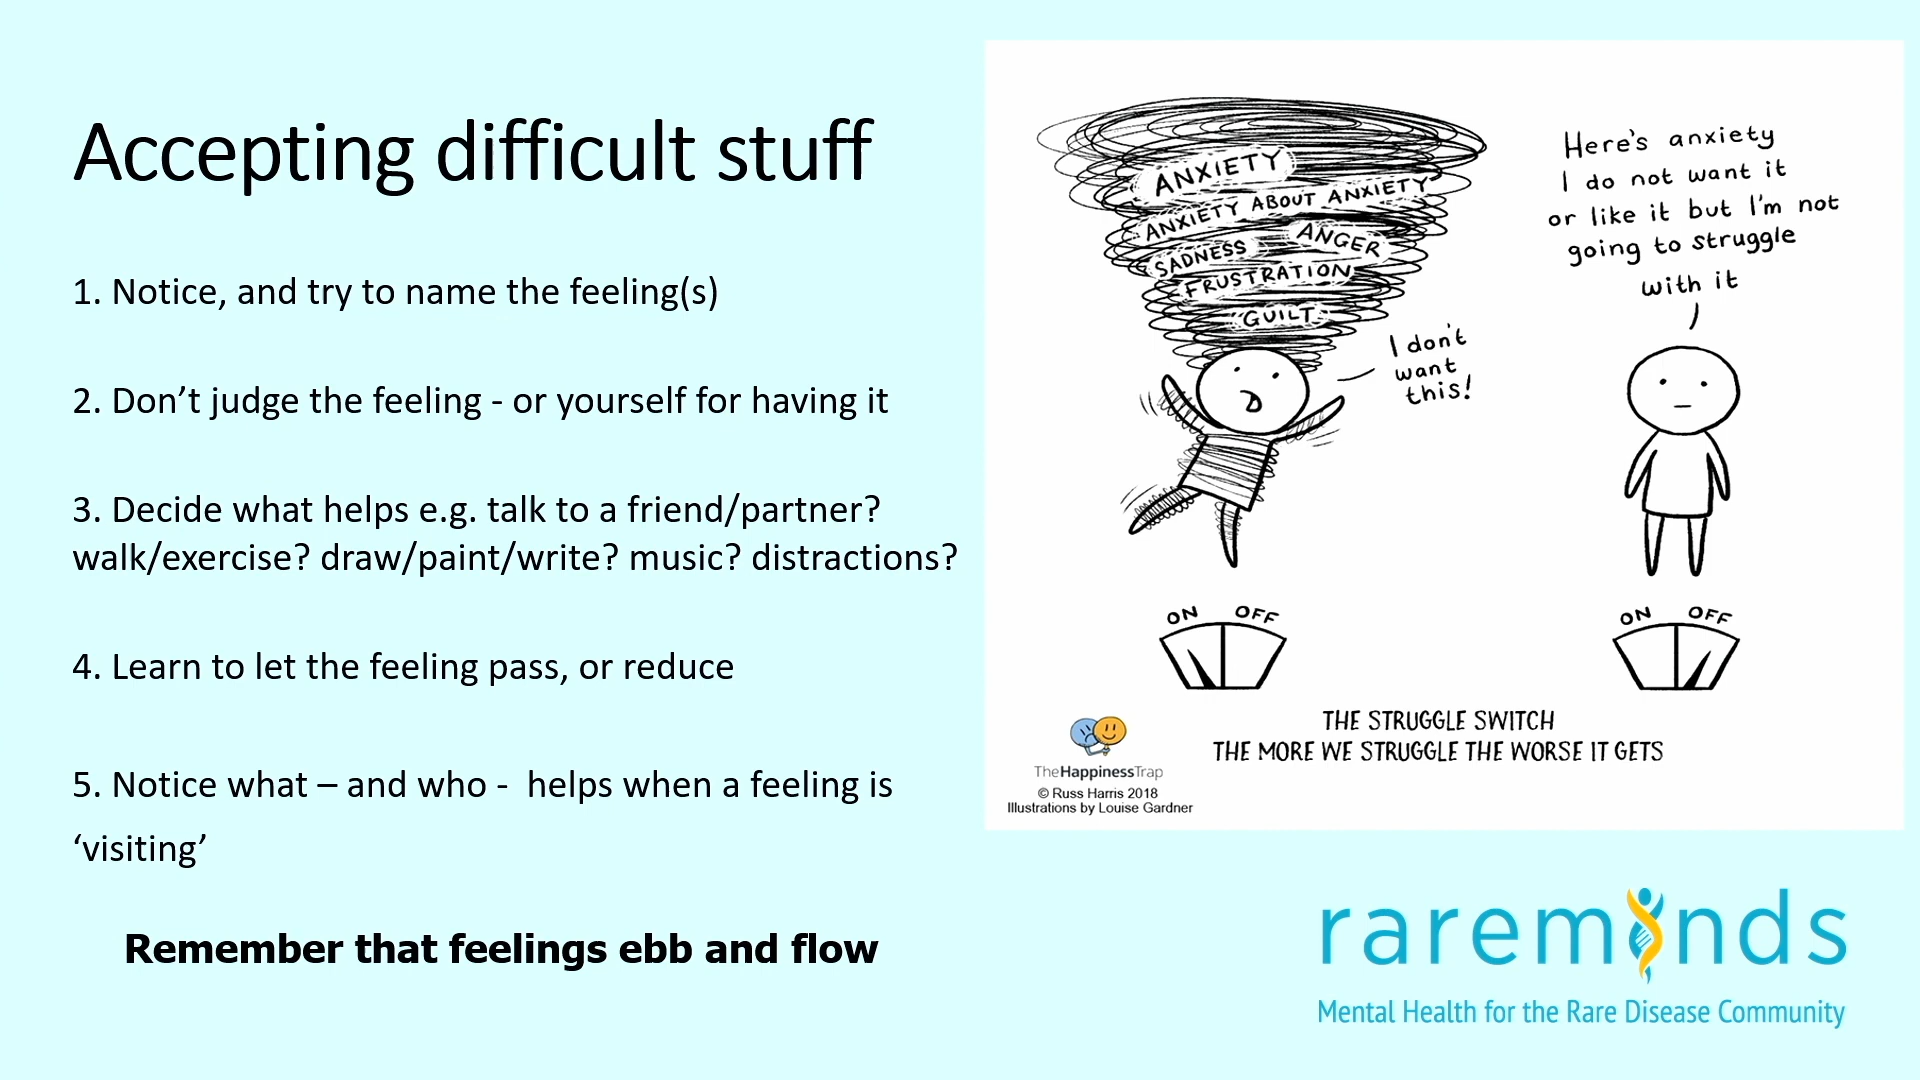 Accepting difficult stuff
1. Notice, and try to name the feeling(s)
2. Don’t judge the feeling - or yourself for having it
3. Decide what helps e.g. talk to a friend/partner?
walk/exercise? draw/paint/write? music? distractions?
4. Learn to let the feeling pass, or reduce
5. Notice what – and who -  helps when a feeling is
‘visiting’
Remember that feelings ebb and flow
ANXIETY
ANXIETY ABOUT ANXIETY
SADNESS
ANGER
FRUSTRATION
GUILT
I don't
want
this!
Here's anxiety
I do not want it
or like it but I'm not
going to struggle
with it
ON OFF
ON OFF
THE STRUGGLE SWITCH
THE MORE WE STRUGGLE THE WORSE IT GETS
TheHappinessTrap
© Russ Harris 2018
Illustrations by Louise Gardner
rareminds
Mental Health for the Rare Disease Community